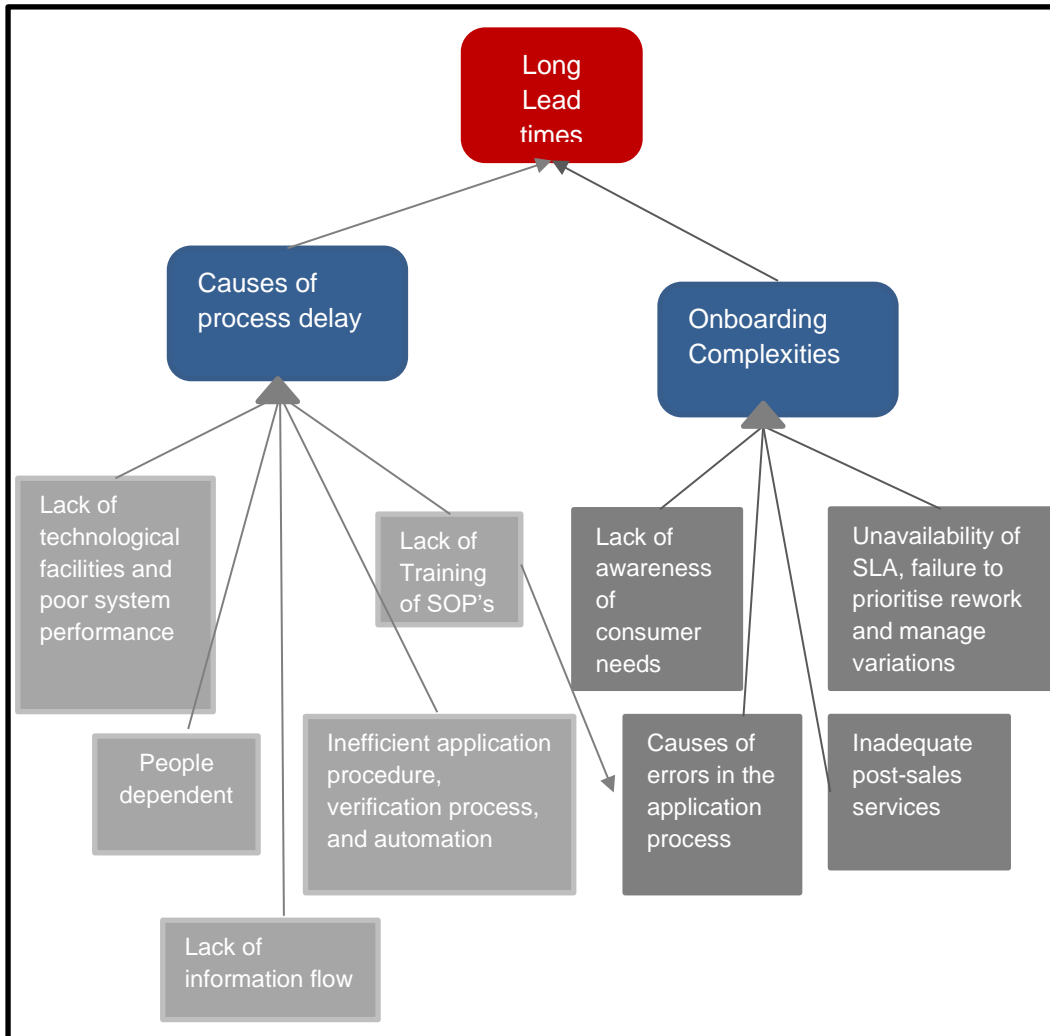 Long
Lead
times
Causes of
process delay
Onboarding
Complexities
Lack of
technological
facilities and
poor system
performance
Lack of
Training
of SOP's
Lack of
awareness
of
consumer
needs
Unavailability of
SLA, failure to
prioritise rework
and manage
variations
People
dependent
Inefficient application
procedure,
verification process,
and automation
Causes of
errors in the
application
process
Inadequate
post-sales
services
Lack of
information flow